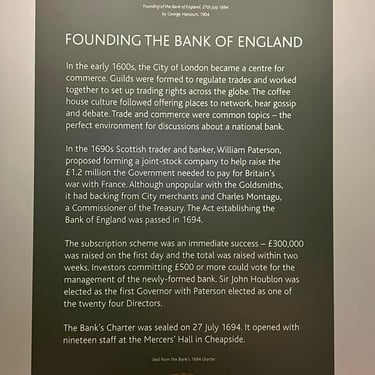 Founding of the Bank of England, 27th July 1694
by George Harcourt, 1904
FOUNDING THE BANK OF ENGLAND
In the early 1600s, the City of London became a centre for
commerce. Guilds were formed to regulate trades and worked
together to set up trading rights across the globe. The coffee
house culture followed offering places to network, hear gossip
and debate. Trade and commerce were common topics – the
perfect environment for discussions about a national bank.
In the 1690s Scottish trader and banker, William Paterson,
proposed forming a joint-stock company to help raise the
£1.2 million the Government needed to pay for Britain's
war with France. Although unpopular with the Goldsmiths,
it had backing from City merchants and Charles Montagu,
a Commissioner of the Treasury. The Act establishing the
Bank of England was passed in 1694.
The subscription scheme was an immediate success – £300,000
was raised on the first day and the total was raised within two
weeks. Investors committing £500 or more could vote for the
management of the newly-formed bank. Sir John Houblon was
elected as the first Governor with Paterson elected as one of
the twenty four Directors.
The Bank's Charter was sealed on 27 July 1694. It opened with
nineteen staff at the Mercers' Hall in Cheapside.
Seal from the Bank's 1694 charter